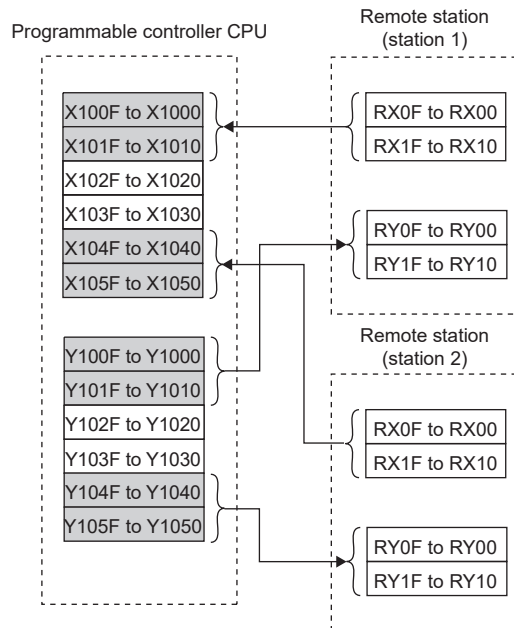 Programmable controller CPU
X100F to X1000
X101F to X1010
X102F to X1020
X103F to X1030
X104F to X1040
X105F to X1050
Y100F to Y1000
Y101F to Y1010
Y102F to Y1020
Y103F to Y1030
Y104F to Y1040
Y105F to Y1050
Remote station
(station 1)
RX0F to RX00
RX1F to RX10
RY0F to RY00
RY1F to RY10
Remote station
(station 2)
RX0F to RX00
RX1F to RX10
RY0F to RY00
RY1F to RY10